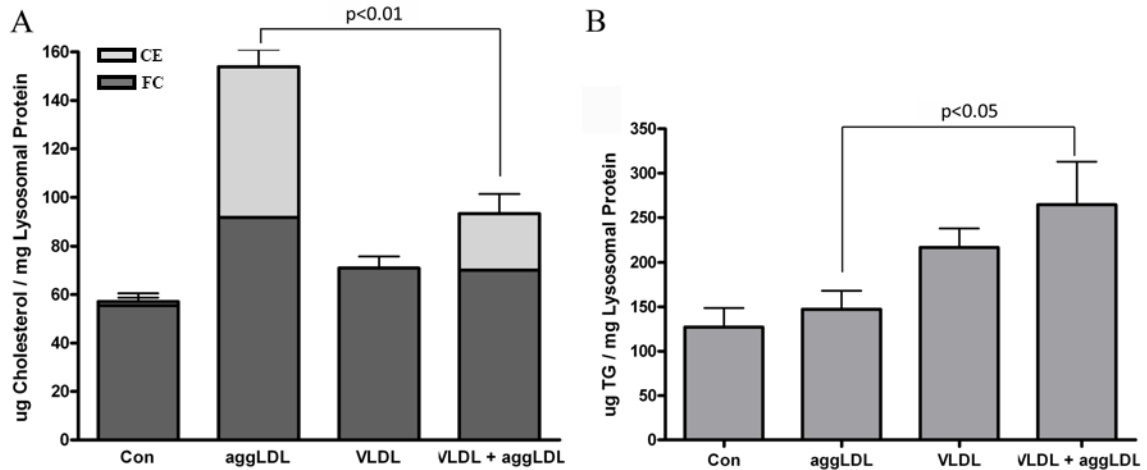 A
p<0.01
CE
FC
ug Cholesterol / mg Lysosomal Protein
160
140
120
100
80
60
40
20
0
Con aggLDL VLDL VLDL + aggLDL
B
p<0.05
ug TG / mg Lysosomal Protein
350
300
250
200
150
100
50
0
Con aggLDL VLDL VLDL + aggLDL